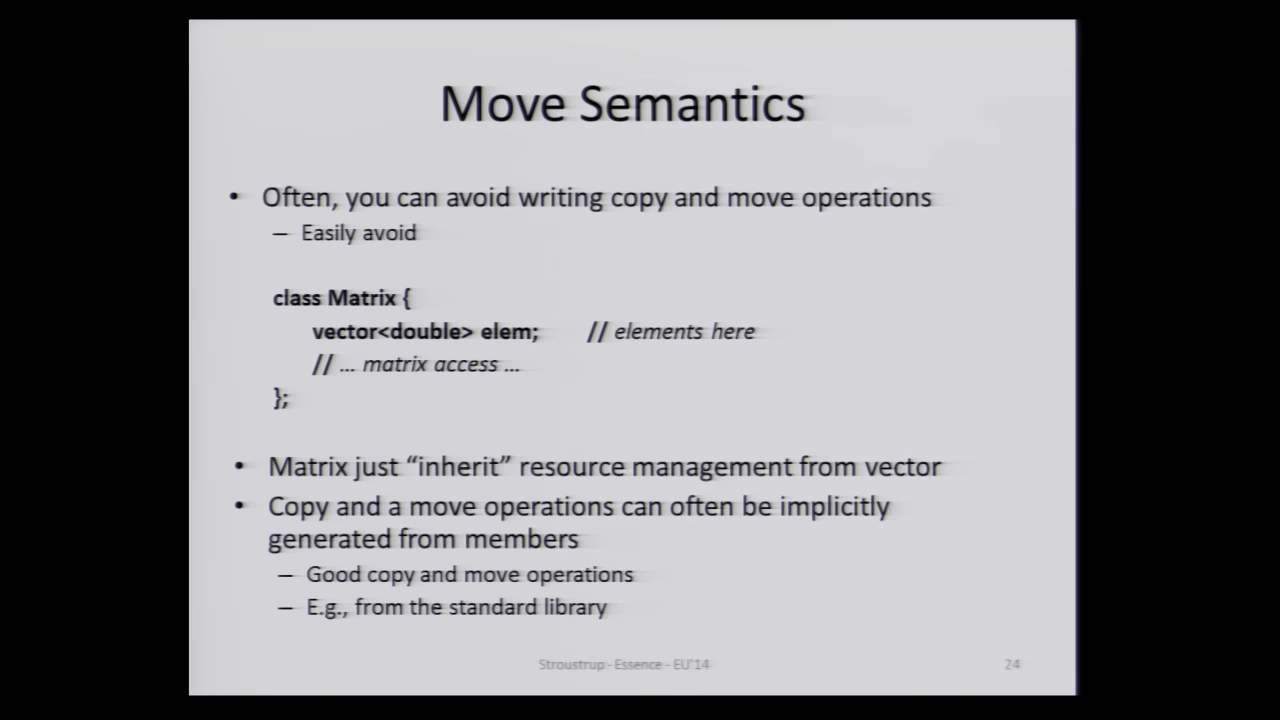 Move Semantics
• Often, you can avoid writing copy and move operations
– Easily avoid
class Matrix {
vector<double> elem; // elements here
// ... matrix access ...
};
• Matrix just “inherit” resource management from vector
• Copy and a move operations can often be implicitly
generated from members
– Good copy and move operations
– E.g., from the standard library
Stroustrup - Essence - EU'14
24